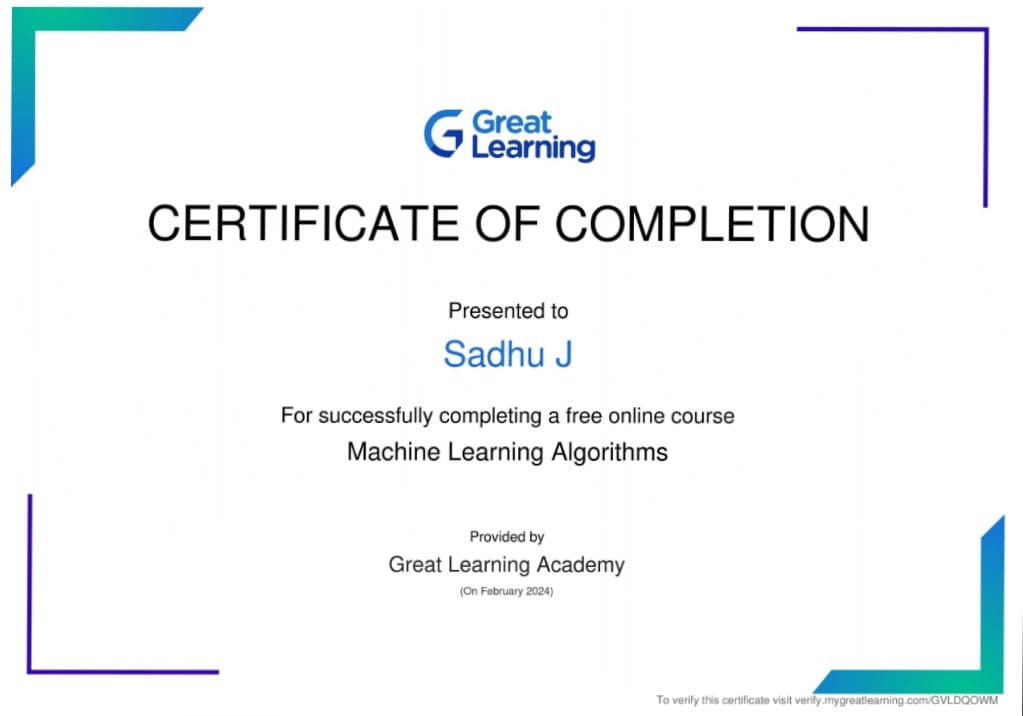 Great
Learning
CERTIFICATE OF COMPLETION
Presented to
Sadhu J
For successfully completing a free online course
Machine Learning Algorithms
Provided by
Great Learning Academy
(On February 2024)
To verify this certificate visit verify.mygreatlearning.com/GVLDQOWM